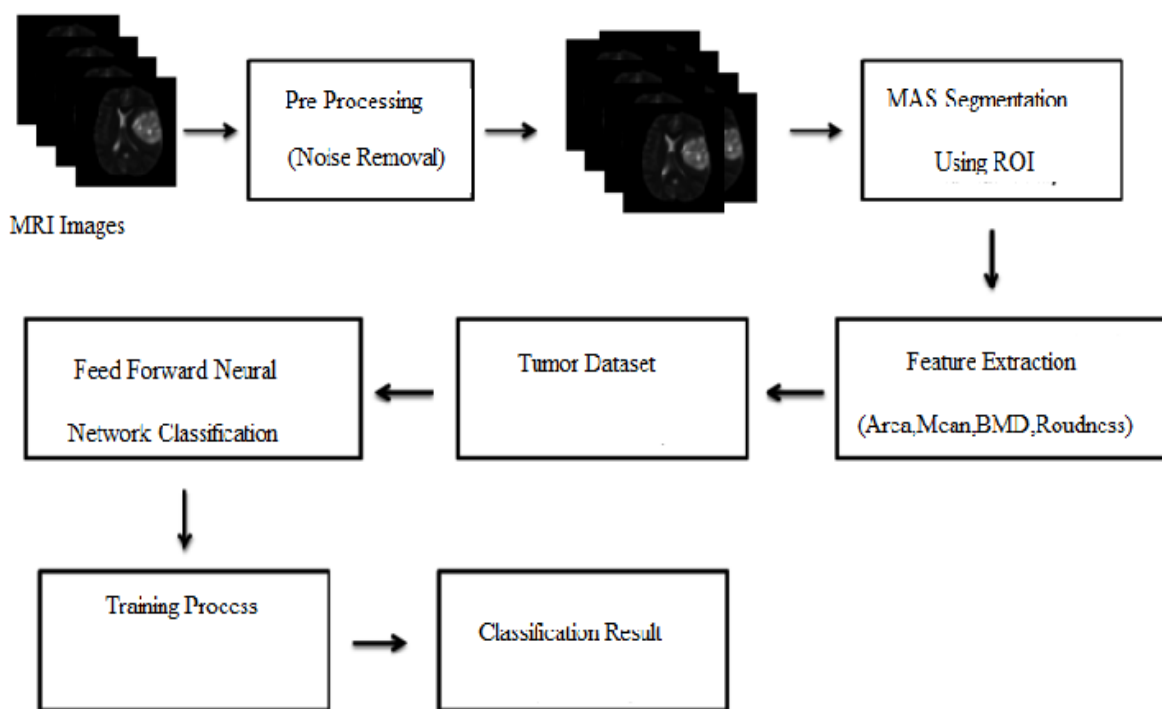 Pre Processing
(Noise Removal)
MAS Segmentation
Using ROI
MRI Images
Feed Forward Neural
Network Classification
Tumor Dataset
Feature Extraction
(Area,Mean,BMD,Roudness)
Training Process
Classification Result